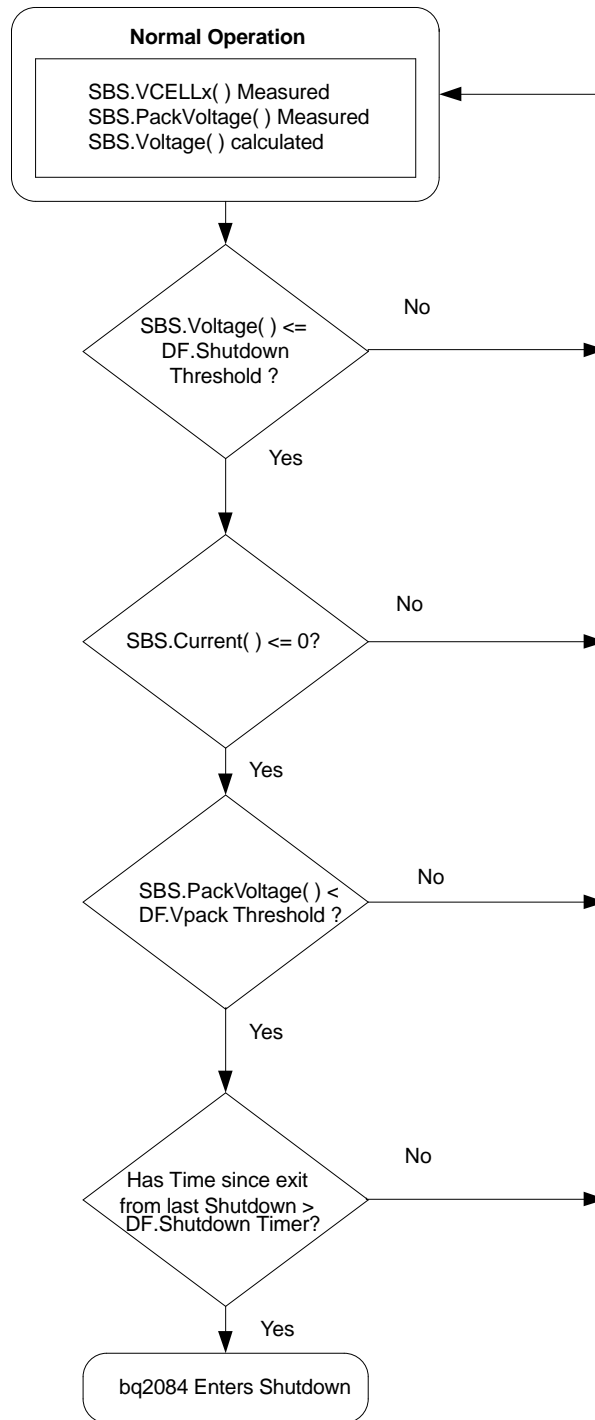 Normal Operation
SBS.VCELLx( ) Measured
SBS.PackVoltage( ) Measured
SBS.Voltage( ) calculated
SBS.Voltage( ) <=
DF.Shutdown
Threshold ?
No
Yes
SBS.Current( ) <= 0?
No
Yes
SBS.PackVoltage( ) <
DF.Vpack Threshold ?
No
Yes
Has Time since exit
from last Shutdown >
DF.Shutdown Timer?
No
Yes
bq2084 Enters Shutdown